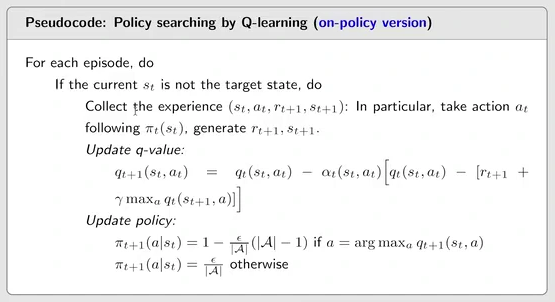 Pseudocode: Policy searching by Q-learning (on-policy version)
For each episode, do
If the current s_t is not the target state, do
Collect the experience (s_t, a_t, r_{t+1}, s_{t+1}): In particular, take action a_t
following π_t(s_t), generate r_{t+1}, s_{t+1}.
Update q-value:
q_{t+1}(s_t, a_t) = q_t(s_t, a_t) − α_t(s_t, a_t)[q_t(s_t, a_t) − [r_{t+1} +
γ max_a q_t(s_{t+1}, a)]]
Update policy:
π_{t+1}(a|s_t) = 1 − ϵ/|𝒜| (|𝒜| − 1) if a = arg max_a q_{t+1}(s_t, a)
π_{t+1}(a|s_t) = ϵ/|𝒜| otherwise